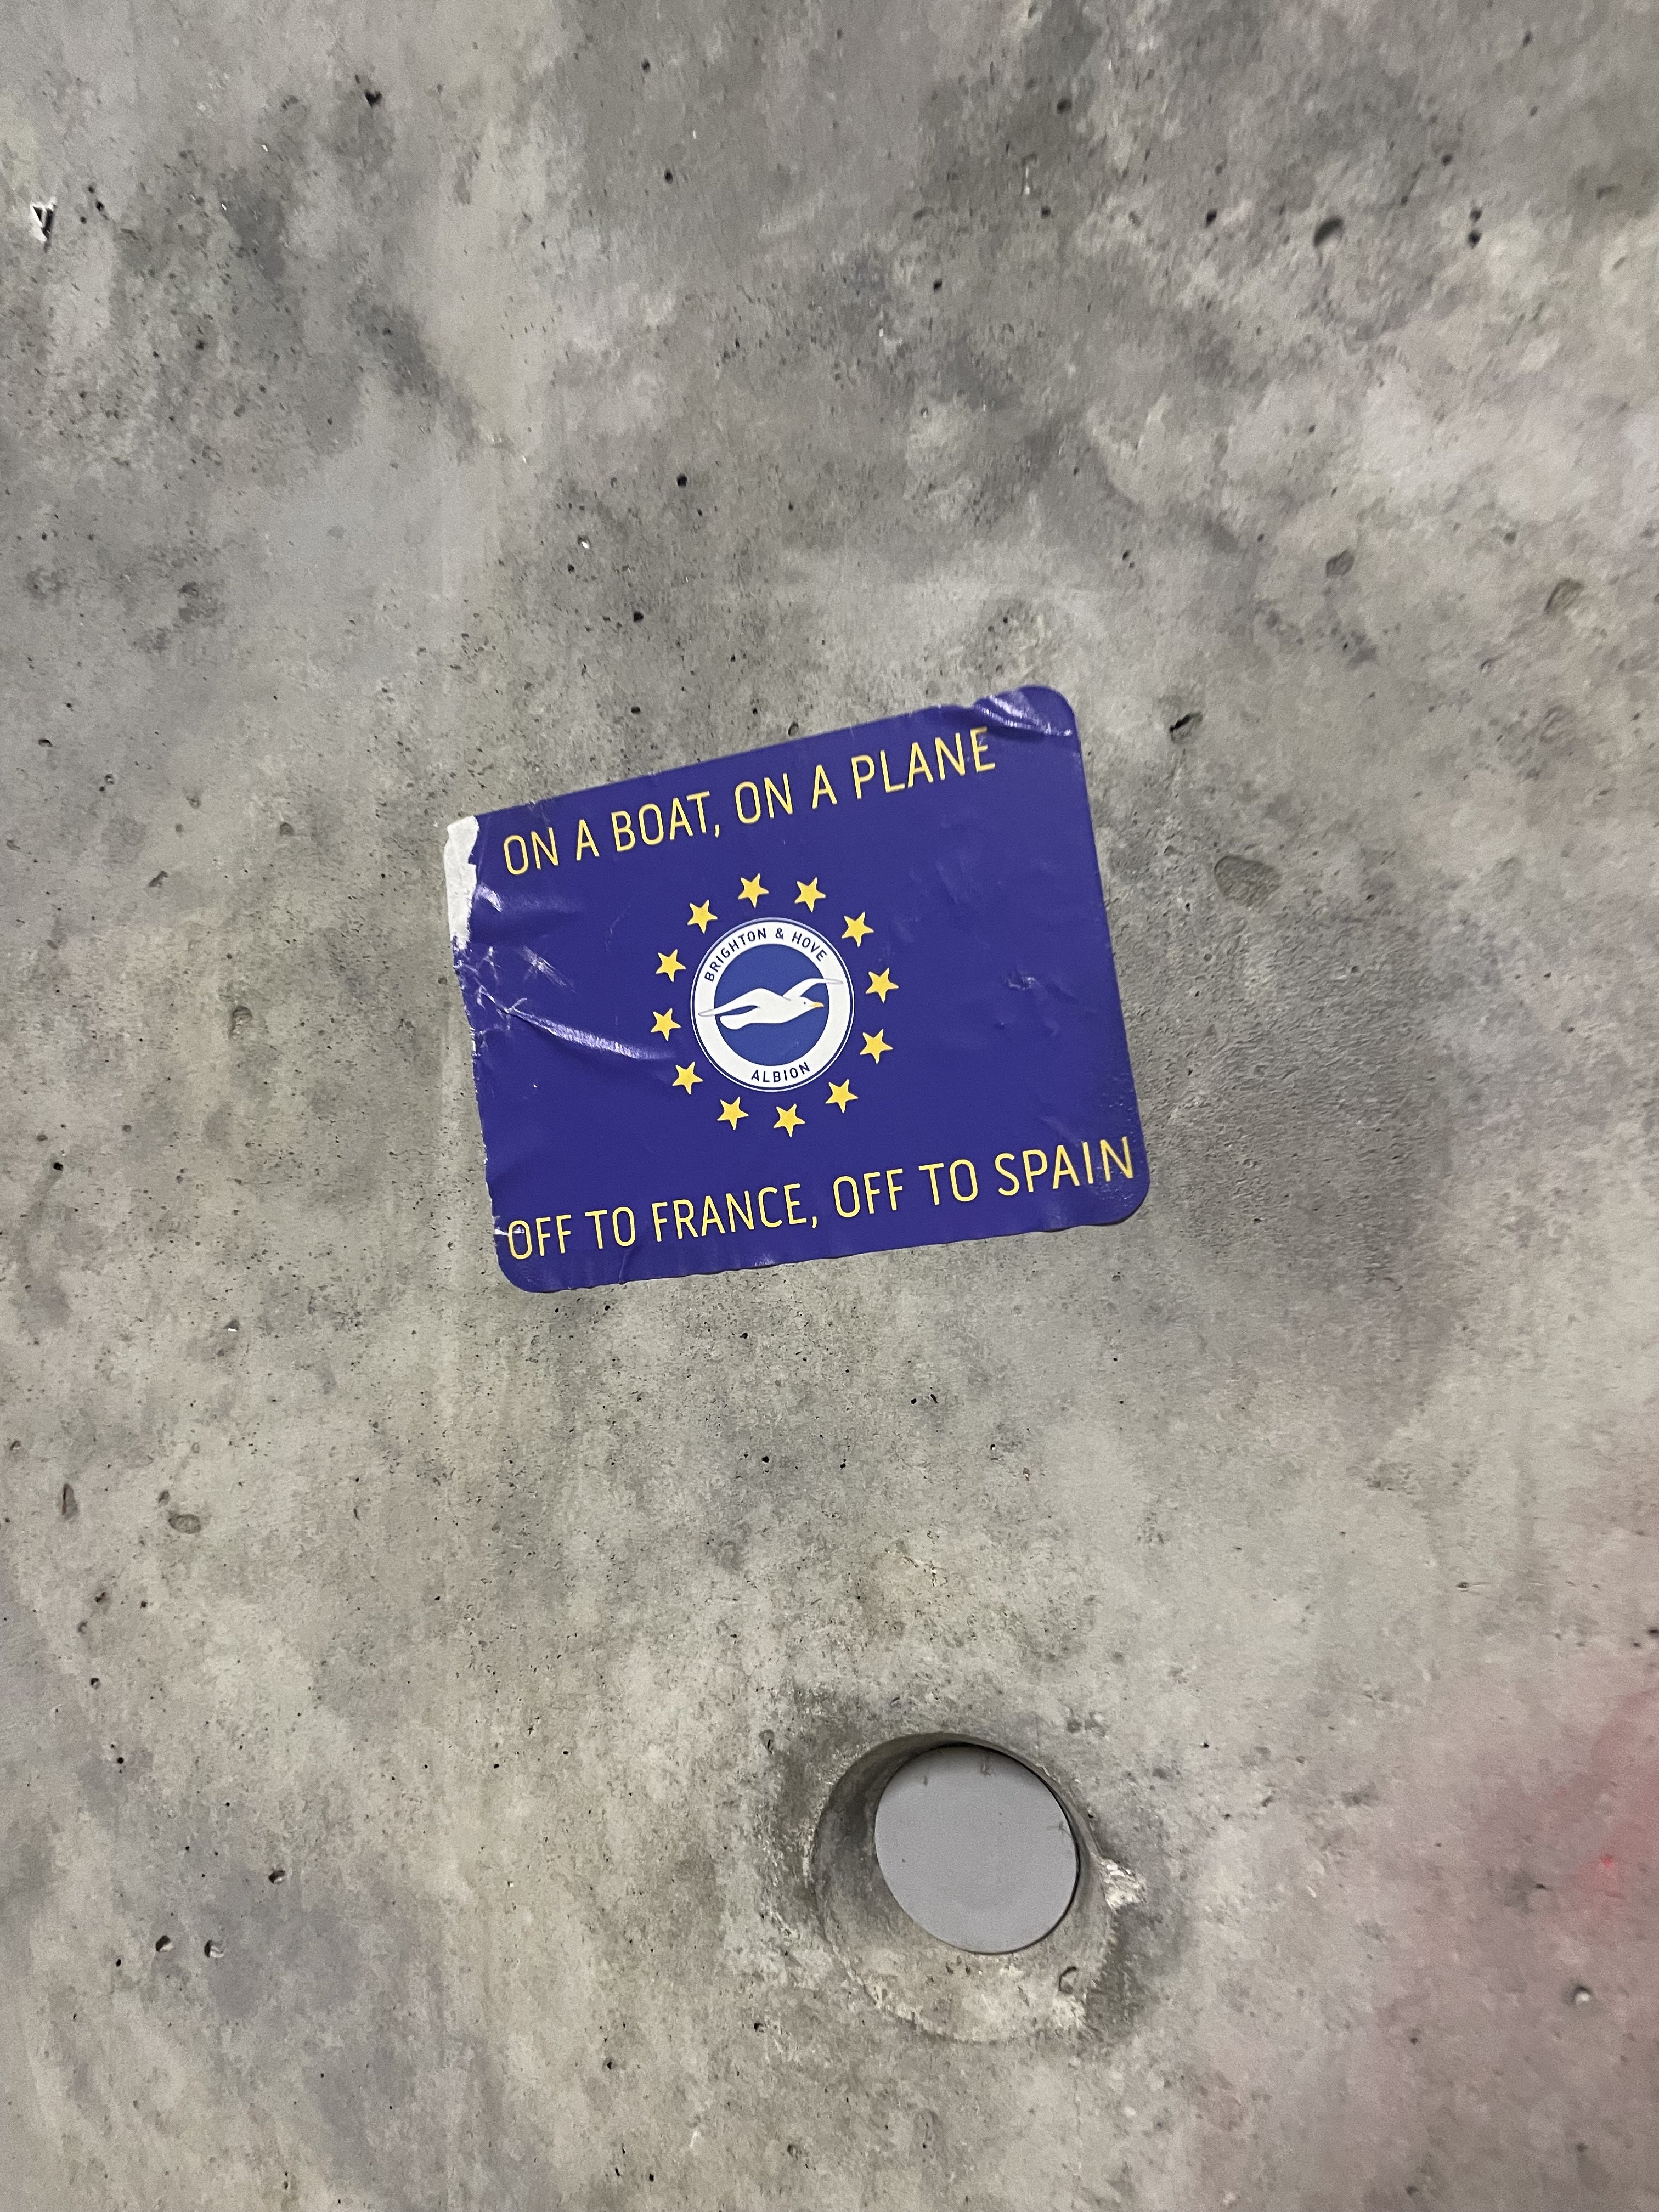 ON A BOAT, ON A PLANE
BRIGHTON & HOVE
ALBION
OFF TO FRANCE, OFF TO SPAIN